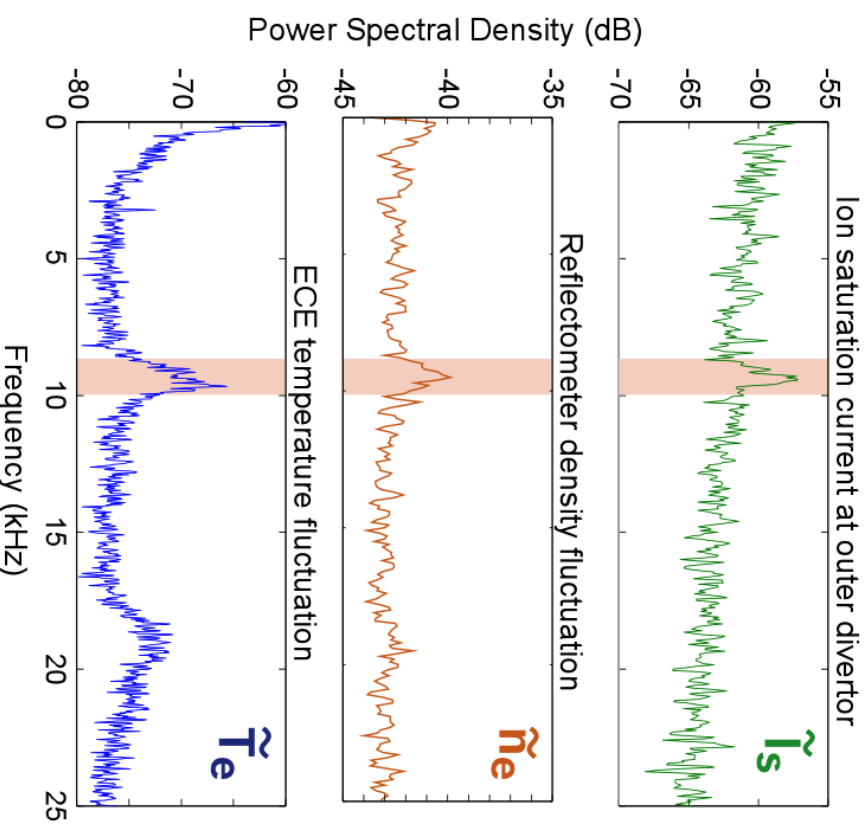 Power Spectral Density (dB)
Ion saturation current at outer divertor
-55
-60
-65
-70
Ĩs
Reflectometer density fluctuation
-35
-40
-45
ñe
ECE temperature fluctuation
-60
-70
-80
T̃e
0
5
10
15
20
25
Frequency (kHz)